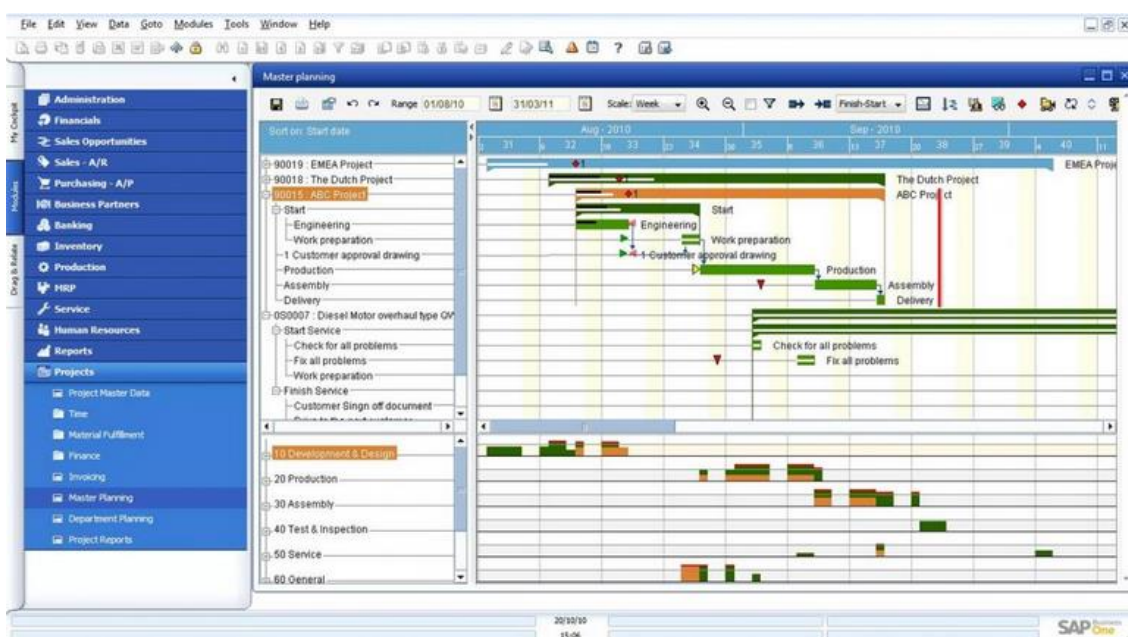 File Edit View Data Goto Modules Tools Window Help
Master planning
Range 01/08/10 31/03/11 Scale: Week Finish-Start
My Cockpit
Modules
Drag & Relate
Administration
Financials
Sales Opportunities
Sales - A/R
Purchasing - A/P
Business Partners
Banking
Inventory
Production
MRP
Service
Human Resources
Reports
Projects
Project Master Data
Time
Material Fulfillment
Finance
Invoicing
Master Planning
Department Planning
Project Reports
Sort on: Start date
Aug - 2010 Sep - 2010
31 32 33 34 35 36 37 38 39 40
90019 : EMEA Project
90018 : The Dutch Project
90015 : ABC Project
Start
Engineering
Work preparation
1 Customer approval drawing
Production
Assembly
Delivery
0S0007 : Diesel Motor overhaul type
Start Service
Check for all problems
Fix all problems
Work preparation
Finish Service
Customer Singn off document
EMEA
The Dutch Project
ABC
Start
Engineering
Work preparation
1 Customer approval drawing
Production
Assembly
Delivery
Check for all problems
Fix all problems
10 Development & Design
20 Production
30 Assembly
40 Test & Inspection
50 Service
60 General
20/10/10
15:06
SAP Business One